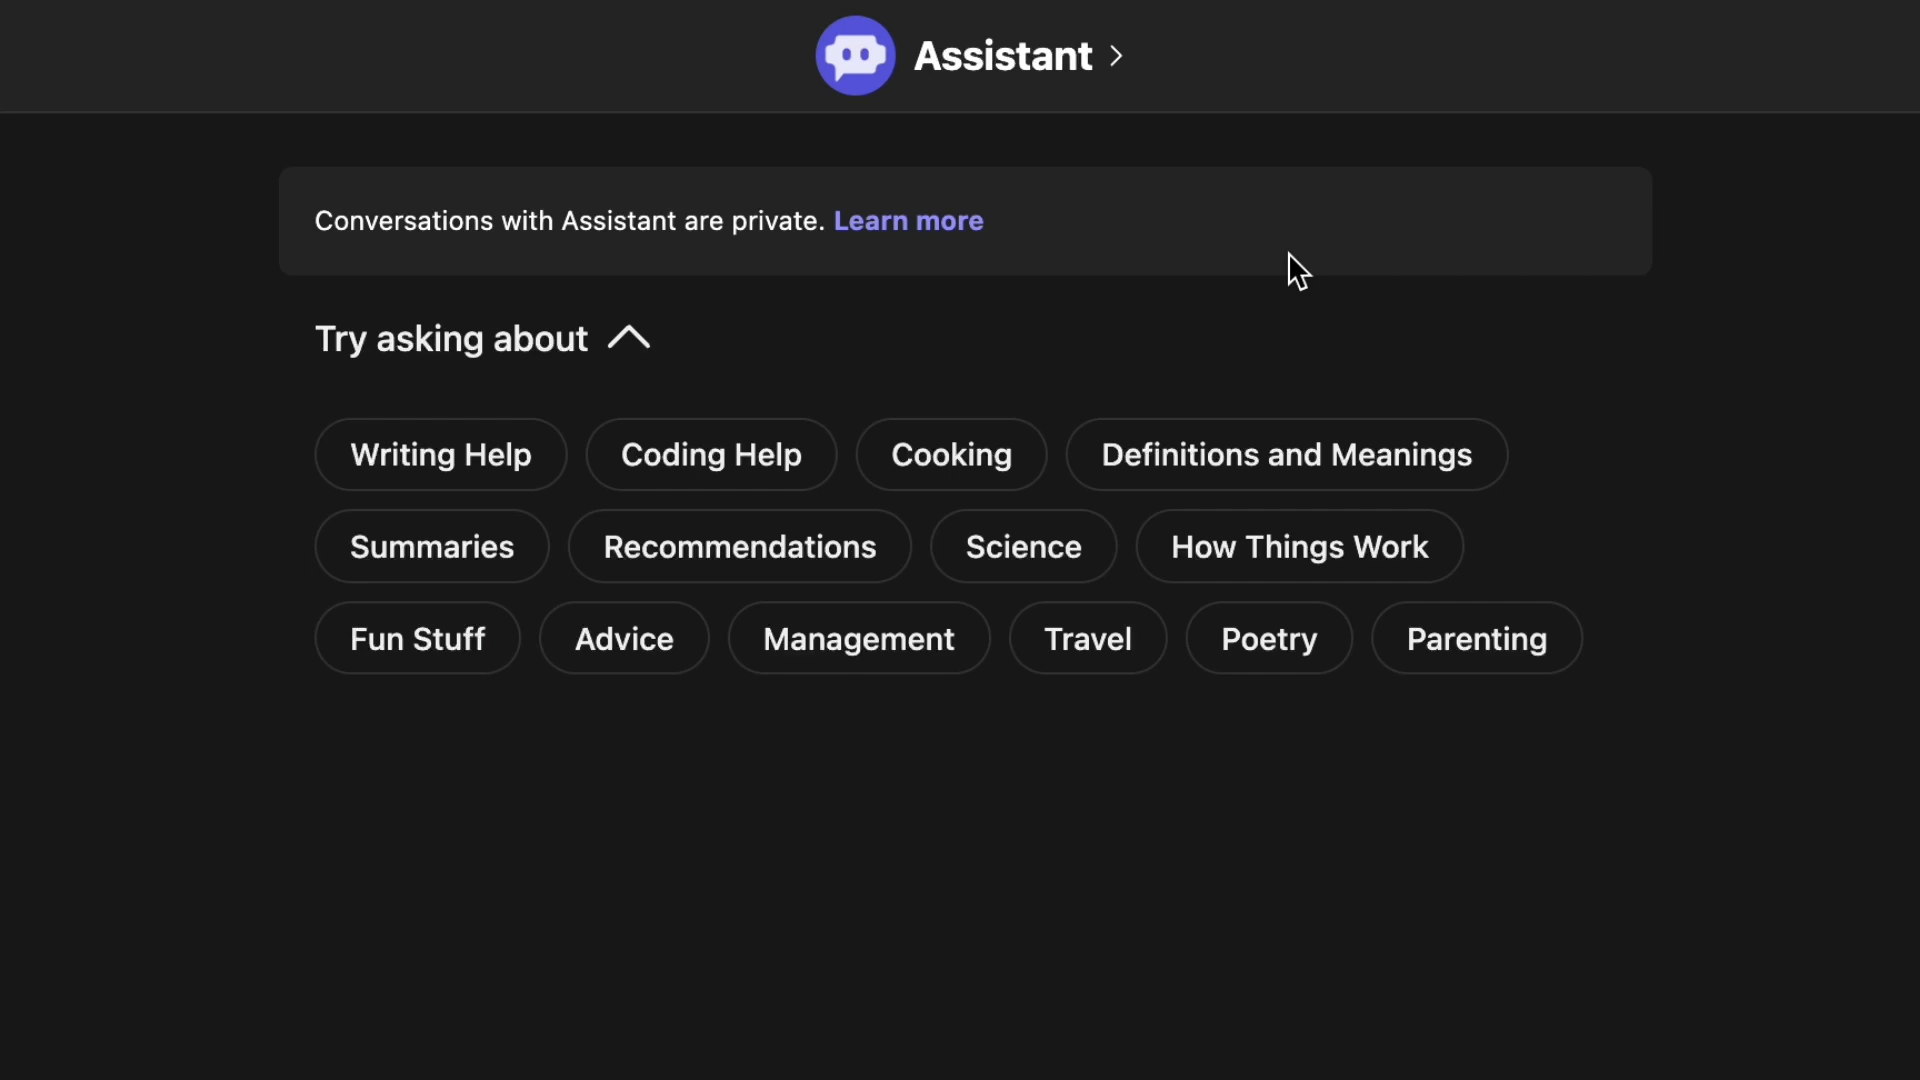 Assistant
Conversations with Assistant are private. Learn more
Try asking about
Writing Help Coding Help Cooking Definitions and Meanings
Summaries Recommendations Science How Things Work
Fun Stuff Advice Management Travel Poetry Parenting